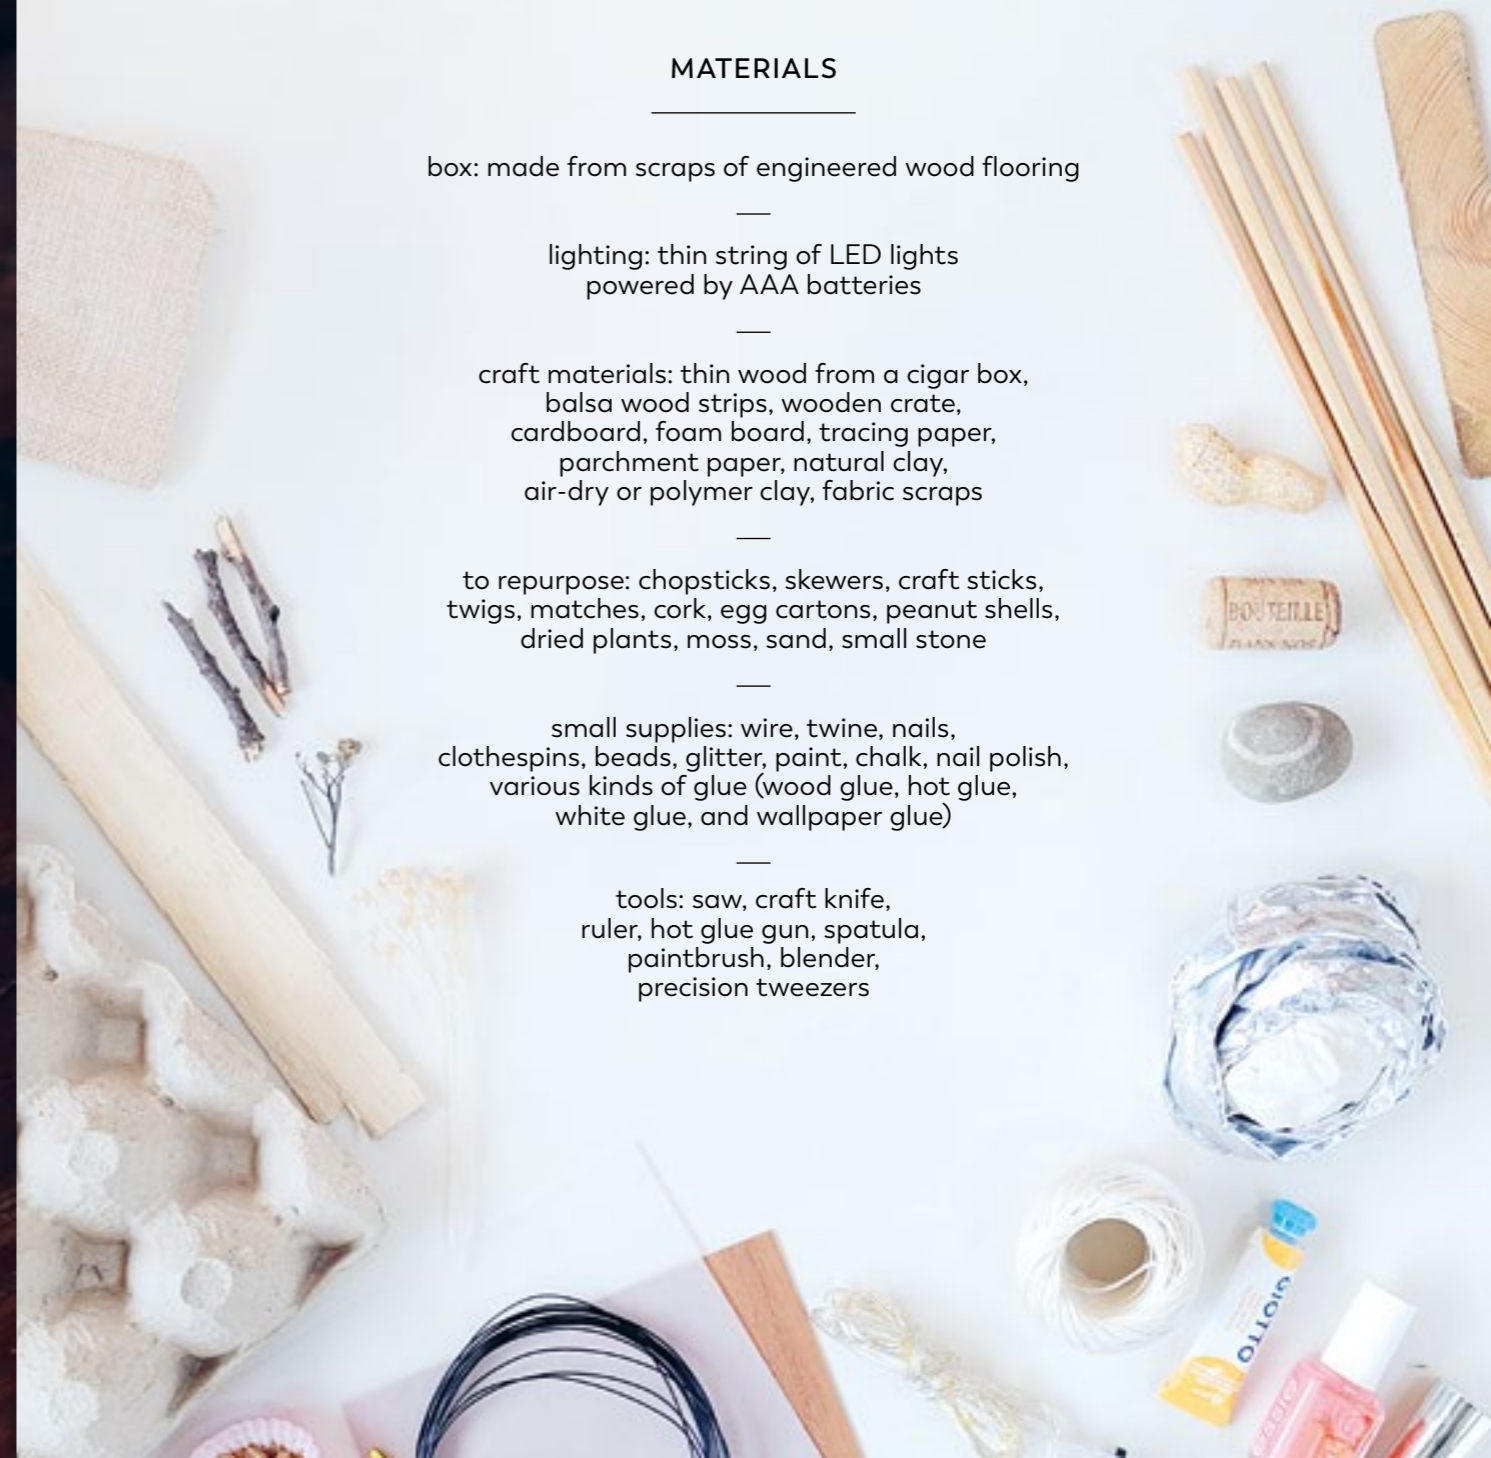 MATERIALS
box: made from scraps of engineered wood flooring
lighting: thin string of LED lights
powered by AAA batteries
craft materials: thin wood from a cigar box,
balsa wood strips, wooden crate,
cardboard, foam board, tracing paper,
parchment paper, natural clay,
air-dry or polymer clay, fabric scraps
to repurpose: chopsticks, skewers, craft sticks,
twigs, matches, cork, egg cartons, peanut shells,
dried plants, moss, sand, small stone
small supplies: wire, twine, nails,
clothespins, beads, glitter, paint, chalk, nail polish,
various kinds of glue (wood glue, hot glue,
white glue, and wallpaper glue)
tools: saw, craft knife,
ruler, hot glue gun, spatula,
paintbrush, blender,
precision tweezers
BOUTEILLE
GIOTTO
essie